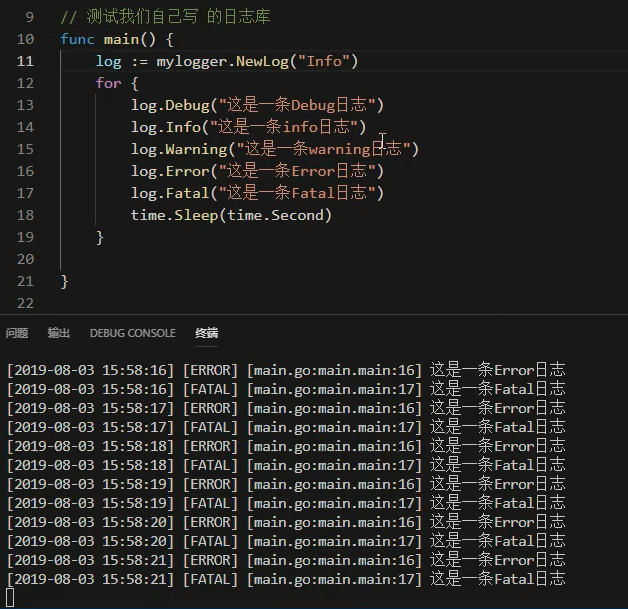 9 // 测试我们自己写 的日志库
10 func main() {
11 log := mylogger.NewLog("Info")
12 for {
13 log.Debug("这是一条Debug日志")
14 log.Info("这是一条info日志")
15 log.Warning("这是一条warning日志")
16 log.Error("这是一条Error日志")
17 log.Fatal("这是一条Fatal日志")
18 time.Sleep(time.Second)
19 }
20
21 }
22
问题 输出 DEBUG CONSOLE 终端
[2019-08-03 15:58:16] [ERROR] [main.go:main.main:16] 这是一条Error日志
[2019-08-03 15:58:16] [FATAL] [main.go:main.main:17] 这是一条Fatal日志
[2019-08-03 15:58:17] [ERROR] [main.go:main.main:16] 这是一条Error日志
[2019-08-03 15:58:17] [FATAL] [main.go:main.main:17] 这是一条Fatal日志
[2019-08-03 15:58:18] [ERROR] [main.go:main.main:16] 这是一条Error日志
[2019-08-03 15:58:18] [FATAL] [main.go:main.main:17] 这是一条Fatal日志
[2019-08-03 15:58:19] [ERROR] [main.go:main.main:16] 这是一条Error日志
[2019-08-03 15:58:19] [FATAL] [main.go:main.main:17] 这是一条Fatal日志
[2019-08-03 15:58:20] [ERROR] [main.go:main.main:16] 这是一条Error日志
[2019-08-03 15:58:20] [FATAL] [main.go:main.main:17] 这是一条Fatal日志
[2019-08-03 15:58:21] [ERROR] [main.go:main.main:16] 这是一条Error日志
[2019-08-03 15:58:21] [FATAL] [main.go:main.main:17] 这是一条Fatal日志